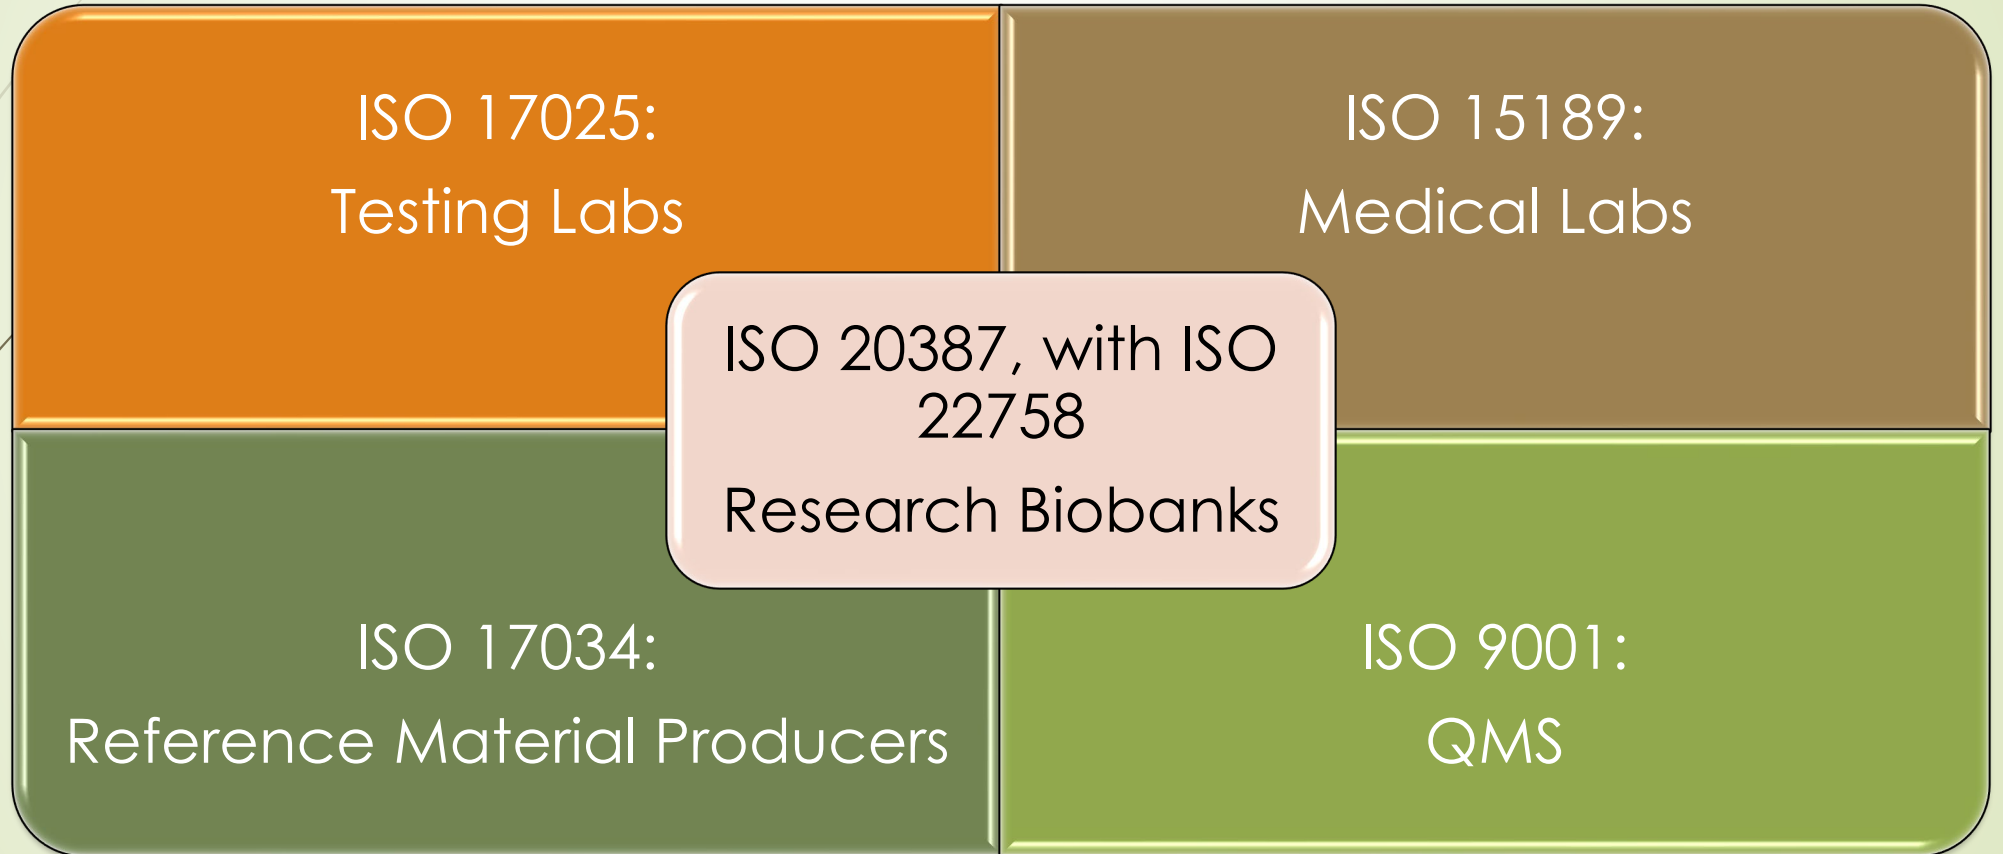 ISO 17025:
Testing Labs
ISO 15189:
Medical Labs
ISO 20387, with ISO
22758
Research Biobanks
ISO 17034:
Reference Material Producers
ISO 9001:
QMS